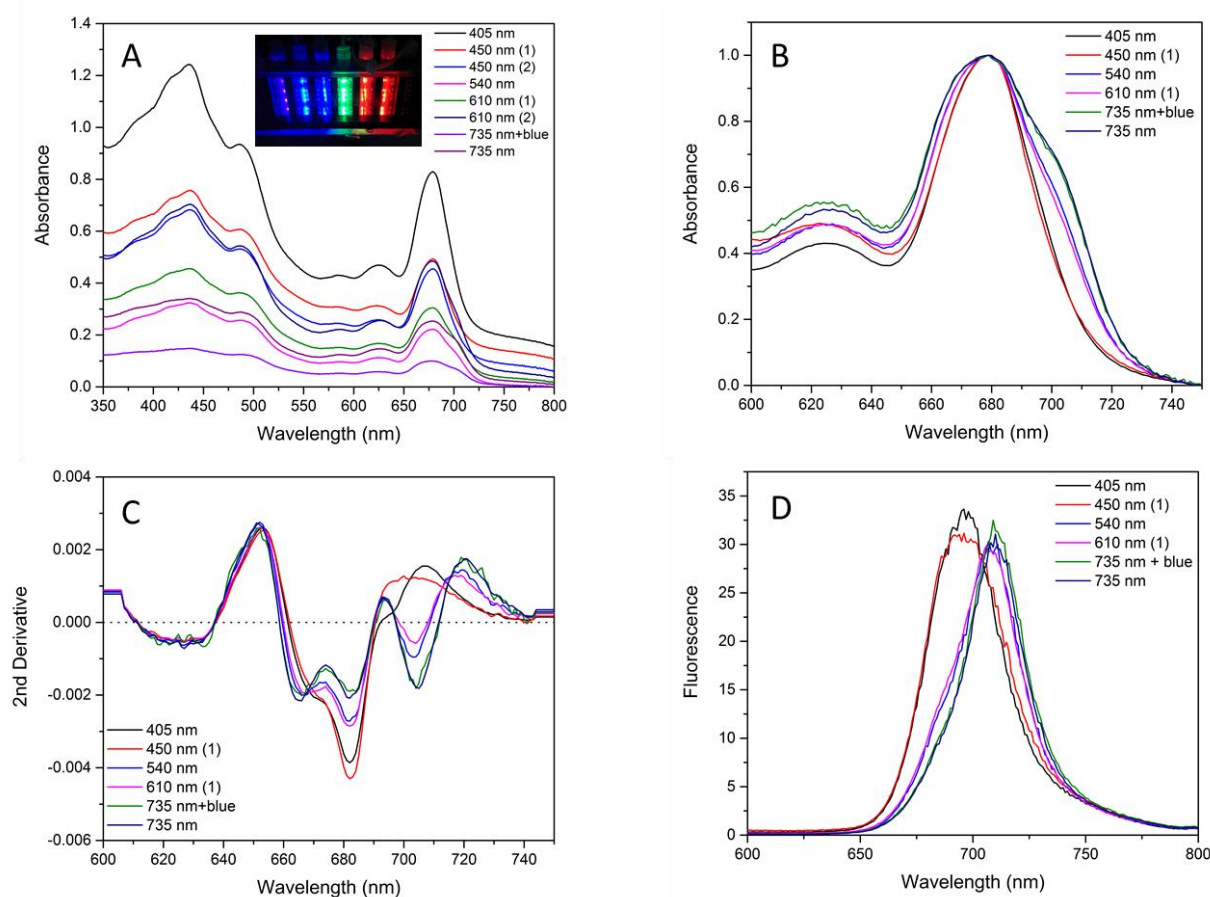 A
1.4
1.2
1.0
0.8
0.6
0.4
0.2
0.0
Absorbance
350 400 450 500 550 600 650 700 750 800
Wavelength (nm)
405 nm
450 nm (1)
450 nm (2)
540 nm
610 nm (1)
610 nm (2)
735 nm+blue
735 nm
B
1.0
0.8
0.6
0.4
0.2
0.0
Absorbance
600 620 640 660 680 700 720 740
Wavelength (nm)
405 nm
450 nm (1)
540 nm
610 nm (1)
735 nm+blue
735 nm
C
0.004
0.002
0.000
-0.002
-0.004
-0.006
2nd Derivative
600 620 640 660 680 700 720 740
Wavelength (nm)
405 nm
450 nm (1)
540 nm
610 nm (1)
735 nm+blue
735 nm
D
35
30
25
20
15
10
5
0
Fluorescence
600 650 700 750 800
Wavelength (nm)
405 nm
450 nm (1)
540 nm
610 nm (1)
735 nm + blue
735 nm